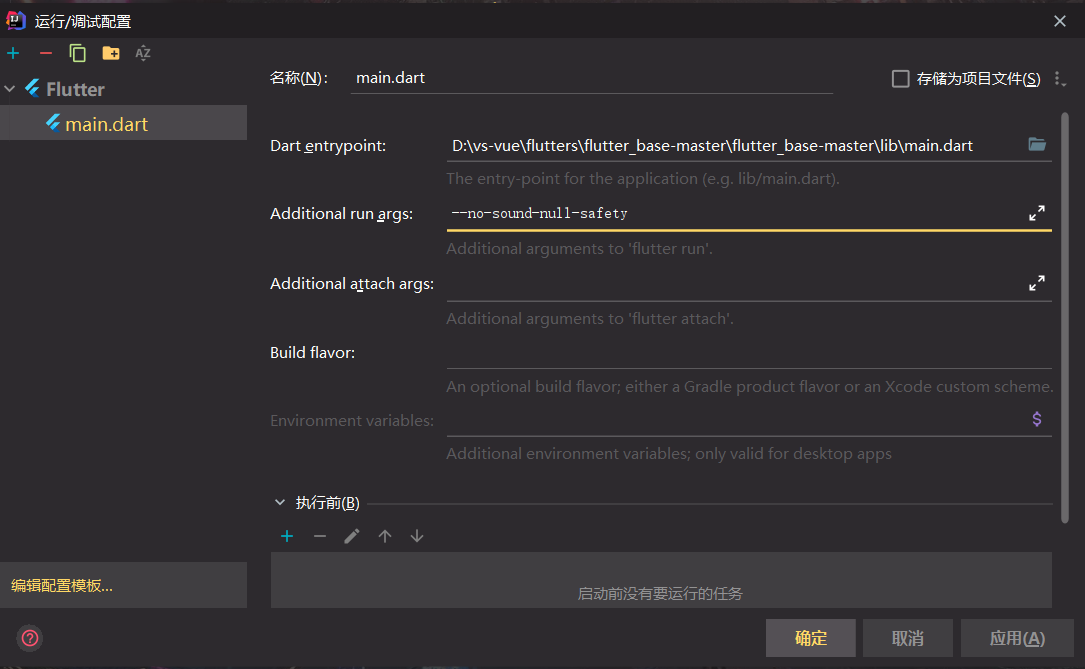 运行/调试配置
名称(N):
main.dart
存储为项目文件(S)
Flutter
main.dart
Dart entrypoint:
D:\vs-vue\flutters\flutter_base-master\flutter_base-master\lib\main.dart
The entry-point for the application (e.g. lib/main.dart).
Additional run args:
--no-sound-null-safety
Additional arguments to 'flutter run'.
Additional attach args:
Additional arguments to 'flutter attach'.
Build flavor:
An optional build flavor; either a Gradle product flavor or an Xcode custom scheme.
Environment variables:
$
Additional environment variables; only valid for desktop apps
执行前(B)
编辑配置模板...
启动前没有要运行的任务
确定
取消
应用(A)